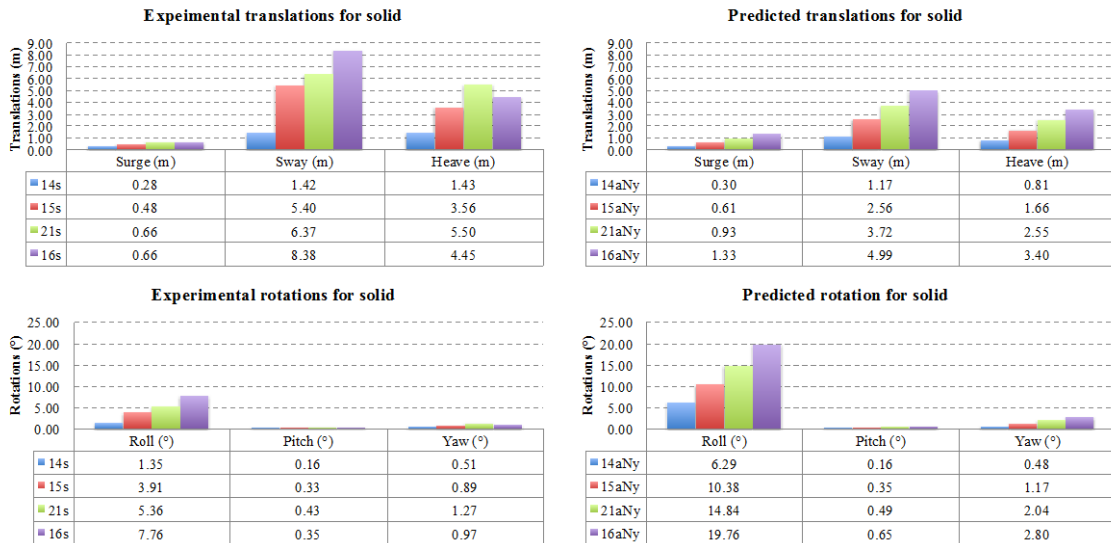 Expeimental translations for solid
Translations (m)
9.00
8.00
7.00
6.00
5.00
4.00
3.00
2.00
1.00
0.00
Surge (m) Sway (m) Heave (m)
14s 0.28 1.42 1.43
15s 0.48 5.40 3.56
21s 0.66 6.37 5.50
16s 0.66 8.38 4.45
Predicted translations for solid
Translations (m)
9.00
8.00
7.00
6.00
5.00
4.00
3.00
2.00
1.00
0.00
Surge (m) Sway (m) Heave (m)
14aNy 0.30 1.17 0.81
15aNy 0.61 2.56 1.66
21aNy 0.93 3.72 2.55
16aNy 1.33 4.99 3.40
Experimental rotations for solid
Rotations (°)
25.00
20.00
15.00
10.00
5.00
0.00
Roll (°) Pitch (°) Yaw (°)
14s 1.35 0.16 0.51
15s 3.91 0.33 0.89
21s 5.36 0.43 1.27
16s 7.76 0.35 0.97
Predicted rotation for solid
Rotations (°)
25.00
20.00
15.00
10.00
5.00
0.00
Roll (°) Pitch (°) Yaw (°)
14aNy 6.29 0.16 0.48
15aNy 10.38 0.35 1.17
21aNy 14.84 0.49 2.04
16aNy 19.76 0.65 2.80